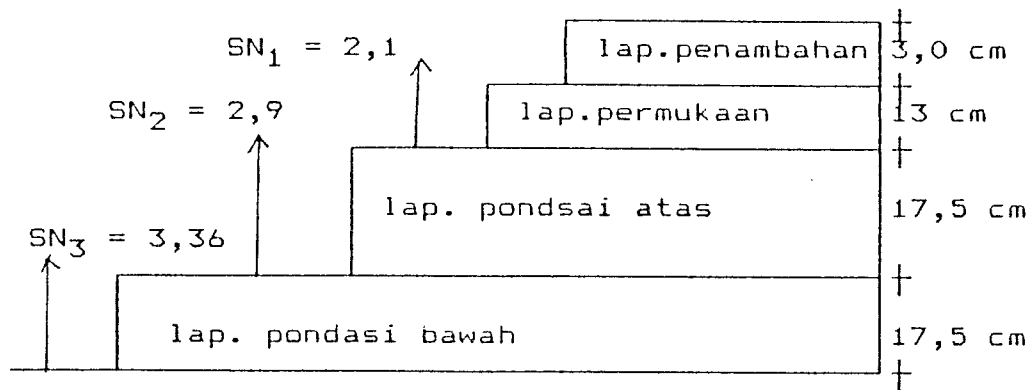 SN1 = 2,1
lap.penambahan 3,0 cm
SN2 = 2,9
lap.permukaan 13 cm
lap. pondsai atas 17,5 cm
SN3 = 3,36
lap. pondasi bawah 17,5 cm